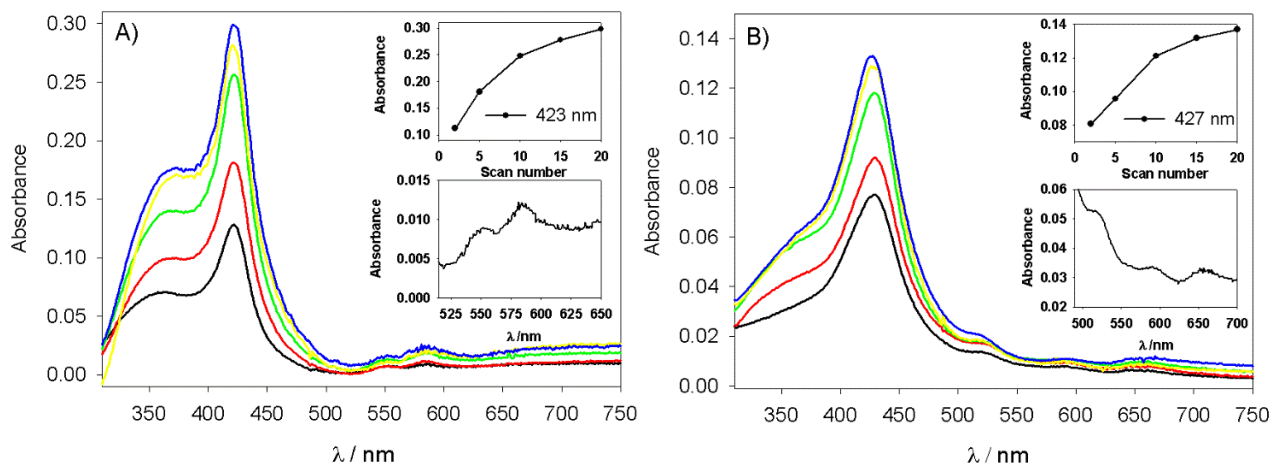 A)
Absorbance
0.30
0.25
0.20
0.15
0.10
0.05
0.00
350 400 450 500 550 600 650 700 750
λ / nm
Absorbance
0.30
0.25
0.20
0.15
0.10
423 nm
0 5 10 15 20
Scan number
Absorbance
0.015
0.010
0.005
0.000
525 550 575 600 625 650
λ /nm
B)
Absorbance
0.14
0.12
0.10
0.08
0.06
0.04
0.02
0.00
350 400 450 500 550 600 650 700 750
λ / nm
Absorbance
0.14
0.12
0.10
0.08
427 nm
0 5 10 15 20
Scan number
Absorbance
0.06
0.05
0.04
0.03
0.02
500 550 600 650 700
λ /nm